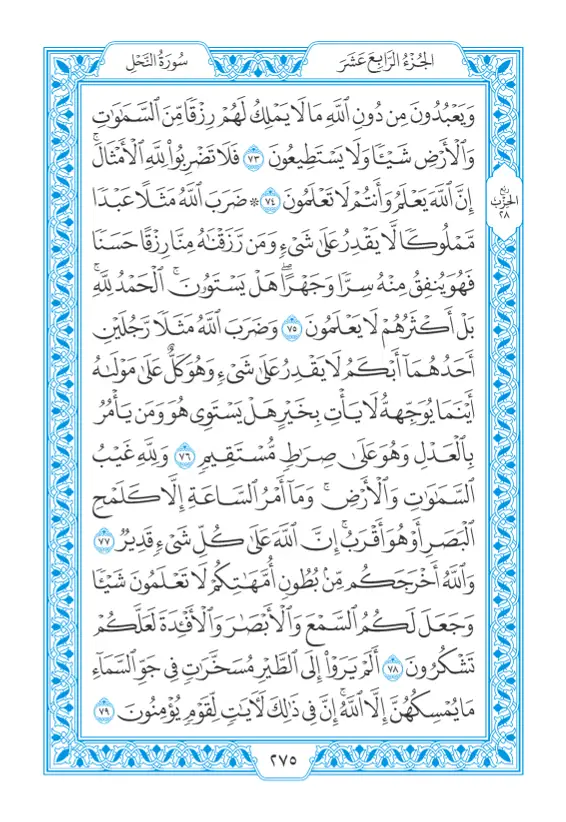 الجُزْءُ الرَّابِعَ عَشَرَ
سُورَةُ النَّحْلِ
وَيَعْبُدُونَ مِن دُونِ ٱللَّهِ مَا لَا يَمْلِكُ لَهُمْ رِزْقًا مِّنَ ٱلسَّمَٰوَٰتِ
وَٱلْأَرْضِ شَيْـًٔا وَلَا يَسْتَطِيعُونَ ٧٣ فَلَا تَضْرِبُوا۟ لِلَّهِ ٱلْأَمْثَالَۚ
إِنَّ ٱللَّهَ يَعْلَمُ وَأَنتُمْ لَا تَعْلَمُونَ ٧٤ * ضَرَبَ ٱللَّهُ مَثَلًا عَبْدًا
رُبْع
الحِزْب
٢٨
مَّمْلُوكًا لَّا يَقْدِرُ عَلَىٰ شَىْءٍ وَمَن رَّزَقْنَٰهُ مِنَّا رِزْقًا حَسَنًا
فَهُوَ يُنفِقُ مِنْهُ سِرًّا وَجَهْرًاۖ هَلْ يَسْتَوُۥنَۚ ٱلْحَمْدُ لِلَّهِۚ
بَلْ أَكْثَرُهُمْ لَا يَعْلَمُونَ ٧٥ وَضَرَبَ ٱللَّهُ مَثَلًا رَّجُلَيْنِ
أَحَدُهُمَآ أَبْكَمُ لَا يَقْدِرُ عَلَىٰ شَىْءٍ وَهُوَ كَلٌّ عَلَىٰ مَوْلَىٰهُ
أَيْنَمَا يُوَجِّههُّ لَا يَأْتِ بِخَيْرٍ هَلْ يَسْتَوِى هُوَ وَمَن يَأْمُرُ
بِٱلْعَدْلِ وَهُوَ عَلَىٰ صِرَٰطٍ مُّسْتَقِيمٍ ٧٦ وَلِلَّهِ غَيْبُ
ٱلسَّمَٰوَٰتِ وَٱلْأَرْضِۚ وَمَآ أَمْرُ ٱلسَّاعَةِ إِلَّا كَلَمْحِ
ٱلْبَصَرِ أَوْ هُوَ أَقْرَبُۚ إِنَّ ٱللَّهَ عَلَىٰ كُلِّ شَىْءٍ قَدِيرٌ ٧٧
وَٱللَّهُ أَخْرَجَكُم مِّنۢ بُطُونِ أُمَّهَٰتِكُمْ لَا تَعْلَمُونَ شَيْـًٔا
وَجَعَلَ لَكُمُ ٱلسَّمْعَ وَٱلْأَبْصَٰرَ وَٱلْأَفْـِٔدَةَ لَعَلَّكُمْ
تَشْكُرُونَ ٧٨ أَلَمْ يَرَوْا۟ إِلَى ٱلطَّيْرِ مُسَخَّرَٰتٍ فِى جَوِّ ٱلسَّمَآءِ
مَا يُمْسِكُهُنَّ إِلَّا ٱللَّهُۚ إِنَّ فِى ذَٰلِكَ لَءَايَٰتٍ لِّقَوْمٍ يُؤْمِنُونَ ٧٩
٢٧٥